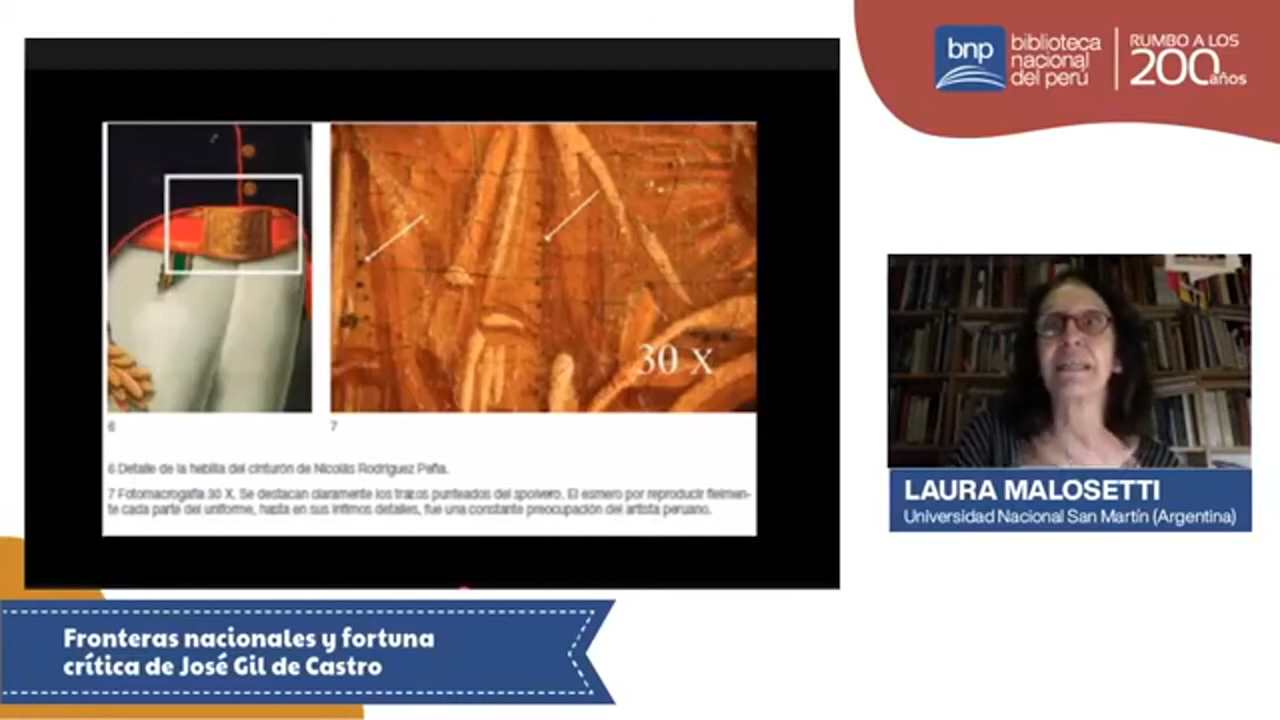 bnp
biblioteca
nacional
del perú
RUMBO A LOS
200 años
30 X
6
7
6 Detalle de la hebilla del cinturón de Nicolás Rodríguez Peña.
7 Fotomacrogafía 30 X. Se destacan claramente los trazos punteados del spolvero. El esmero por reproducir fielmen-
te cada parte del uniforme, hasta en sus ínfimos detalles, fue una constante preocupación del artista peruano.
LAURA MALOSETTI
Universidad Nacional San Martín (Argentina)
Fronteras nacionales y fortuna
crítica de José Gil de Castro